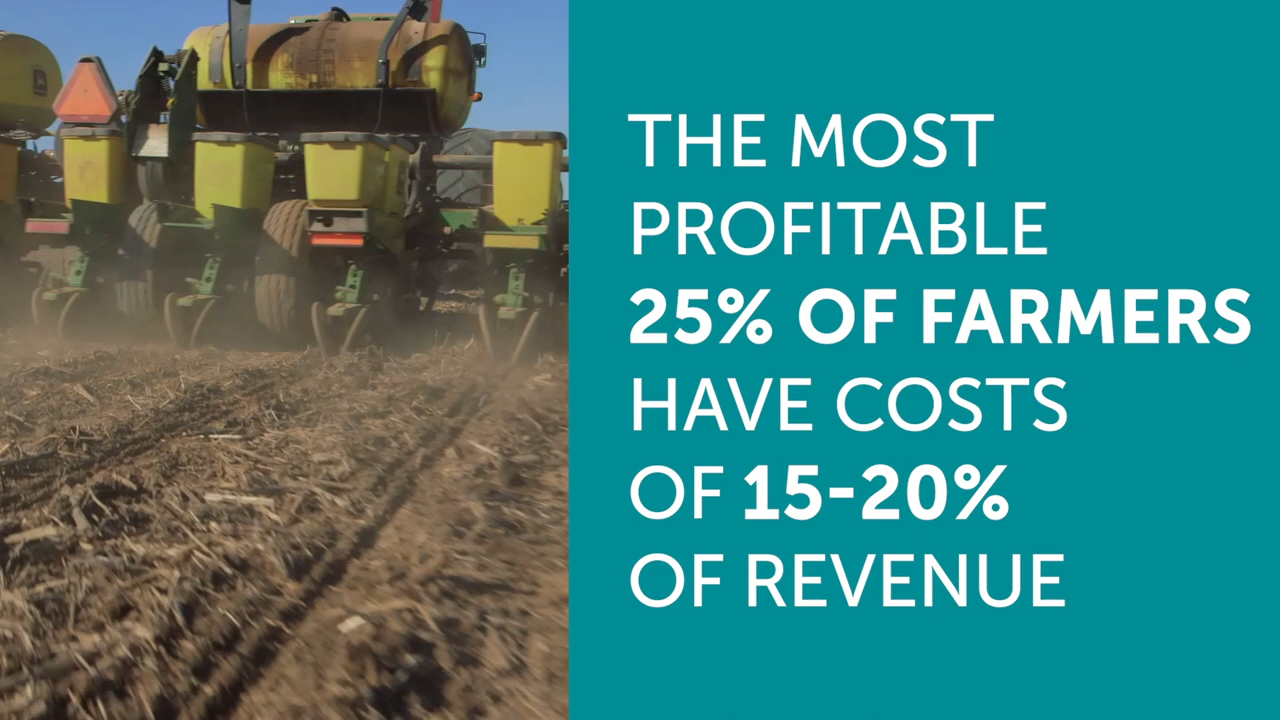 THE MOST
PROFITABLE
25% OF FARMERS
HAVE COSTS
OF 15-20%
OF REVENUE